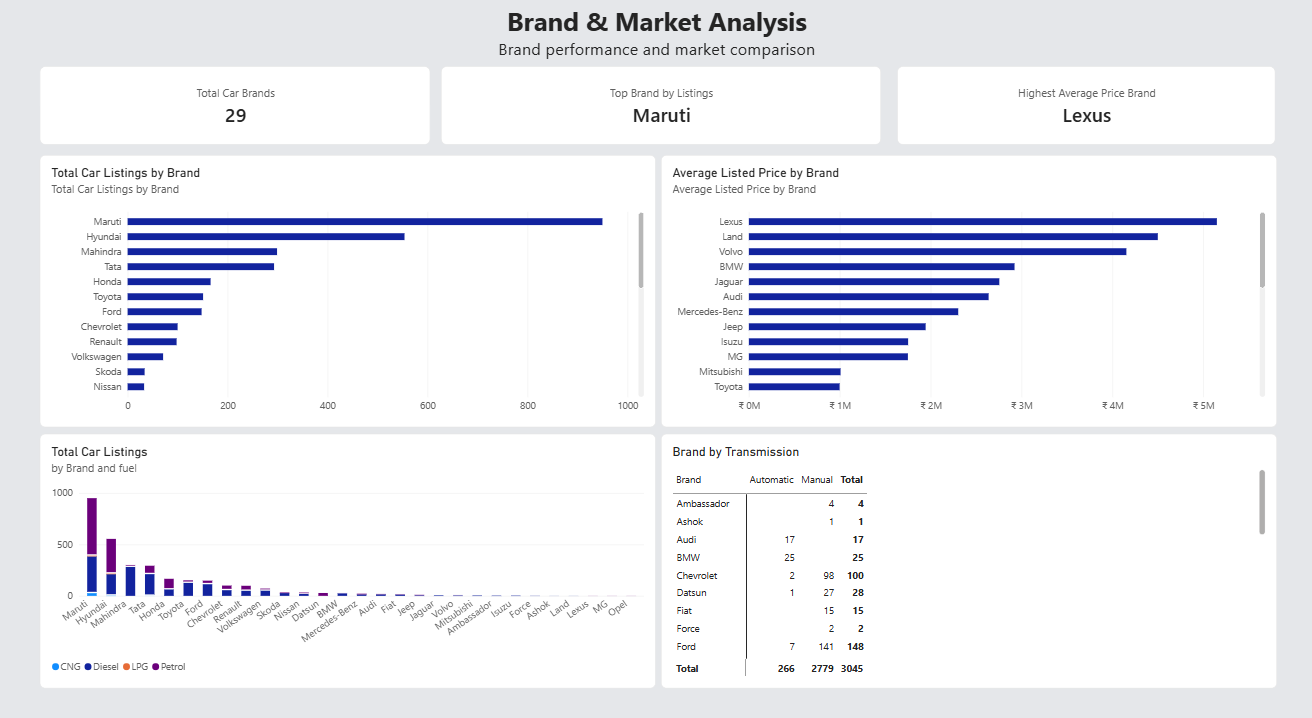 Brand & Market Analysis
Brand performance and market comparison
Total Car Brands
29
Top Brand by Listings
Maruti
Highest Average Price Brand
Lexus
Total Car Listings by Brand
Total Car Listings by Brand
Maruti
Hyundai
Mahindra
Tata
Honda
Toyota
Ford
Chevrolet
Renault
Volkswagen
Skoda
Nissan
0 200 400 600 800 1000
Average Listed Price by Brand
Average Listed Price by Brand
Lexus
Land
Volvo
BMW
Jaguar
Audi
Mercedes-Benz
Jeep
Isuzu
MG
Mitsubishi
Toyota
₹ 0M ₹ 1M ₹ 2M ₹ 3M ₹ 4M ₹ 5M
Total Car Listings
by Brand and fuel
1000
500
0
Maruti Hyundai Mahindra Tata Honda Toyota Ford Chevrolet Renault Volkswagen Skoda Nissan Datsun BMW Mercedes-Benz Audi Fiat Jeep Jaguar Volvo Mitsubishi Ambassador Isuzu Force Ashok Land Lexus MG Opel
CNG Diesel LPG Petrol
Brand by Transmission
Brand Automatic Manual Total
Ambassador 4 4
Ashok 1 1
Audi 17 17
BMW 25 25
Chevrolet 2 98 100
Datsun 1 27 28
Fiat 15 15
Force 2 2
Ford 7 141 148
Total 266 2779 3045